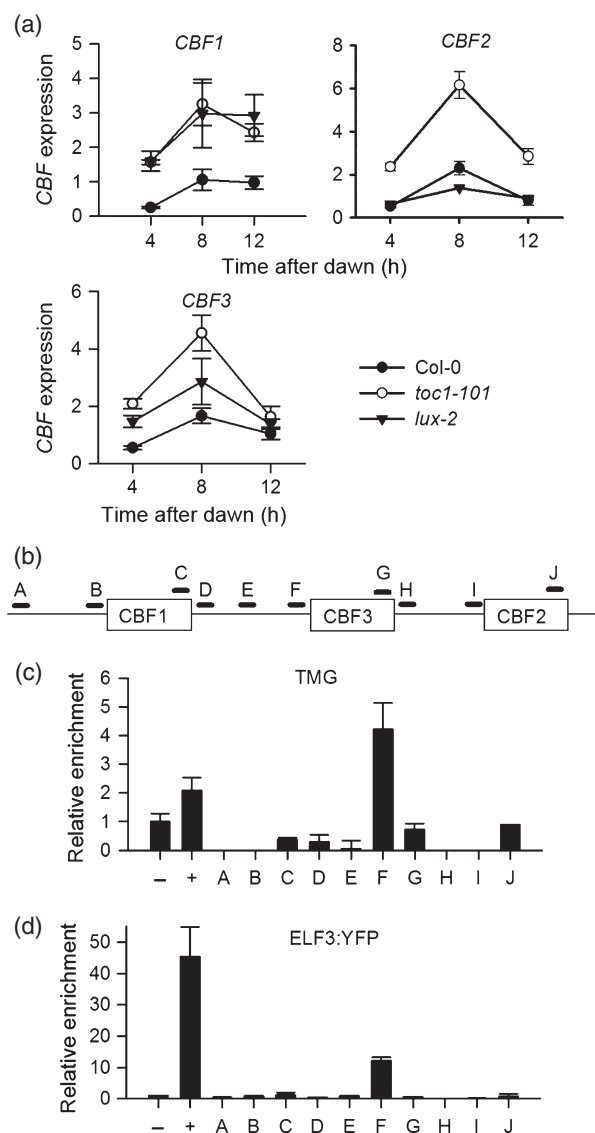 (a)
CBF1
CBF2
CBF expression
5
4
3
2
1
0
8
6
4
2
0
4 8 12
4 8 12
Time after dawn (h)
CBF3
CBF expression
6
4
2
0
4 8 12
Time after dawn (h)
Col-0
toc1-101
lux-2
(b)
A B C D E F G H I J
CBF1 CBF3 CBF2
(c)
TMG
Relative enrichment
6
5
4
3
2
1
0
– + A B C D E F G H I J
(d)
ELF3:YFP
Relative enrichment
50
40
30
20
10
0
– + A B C D E F G H I J